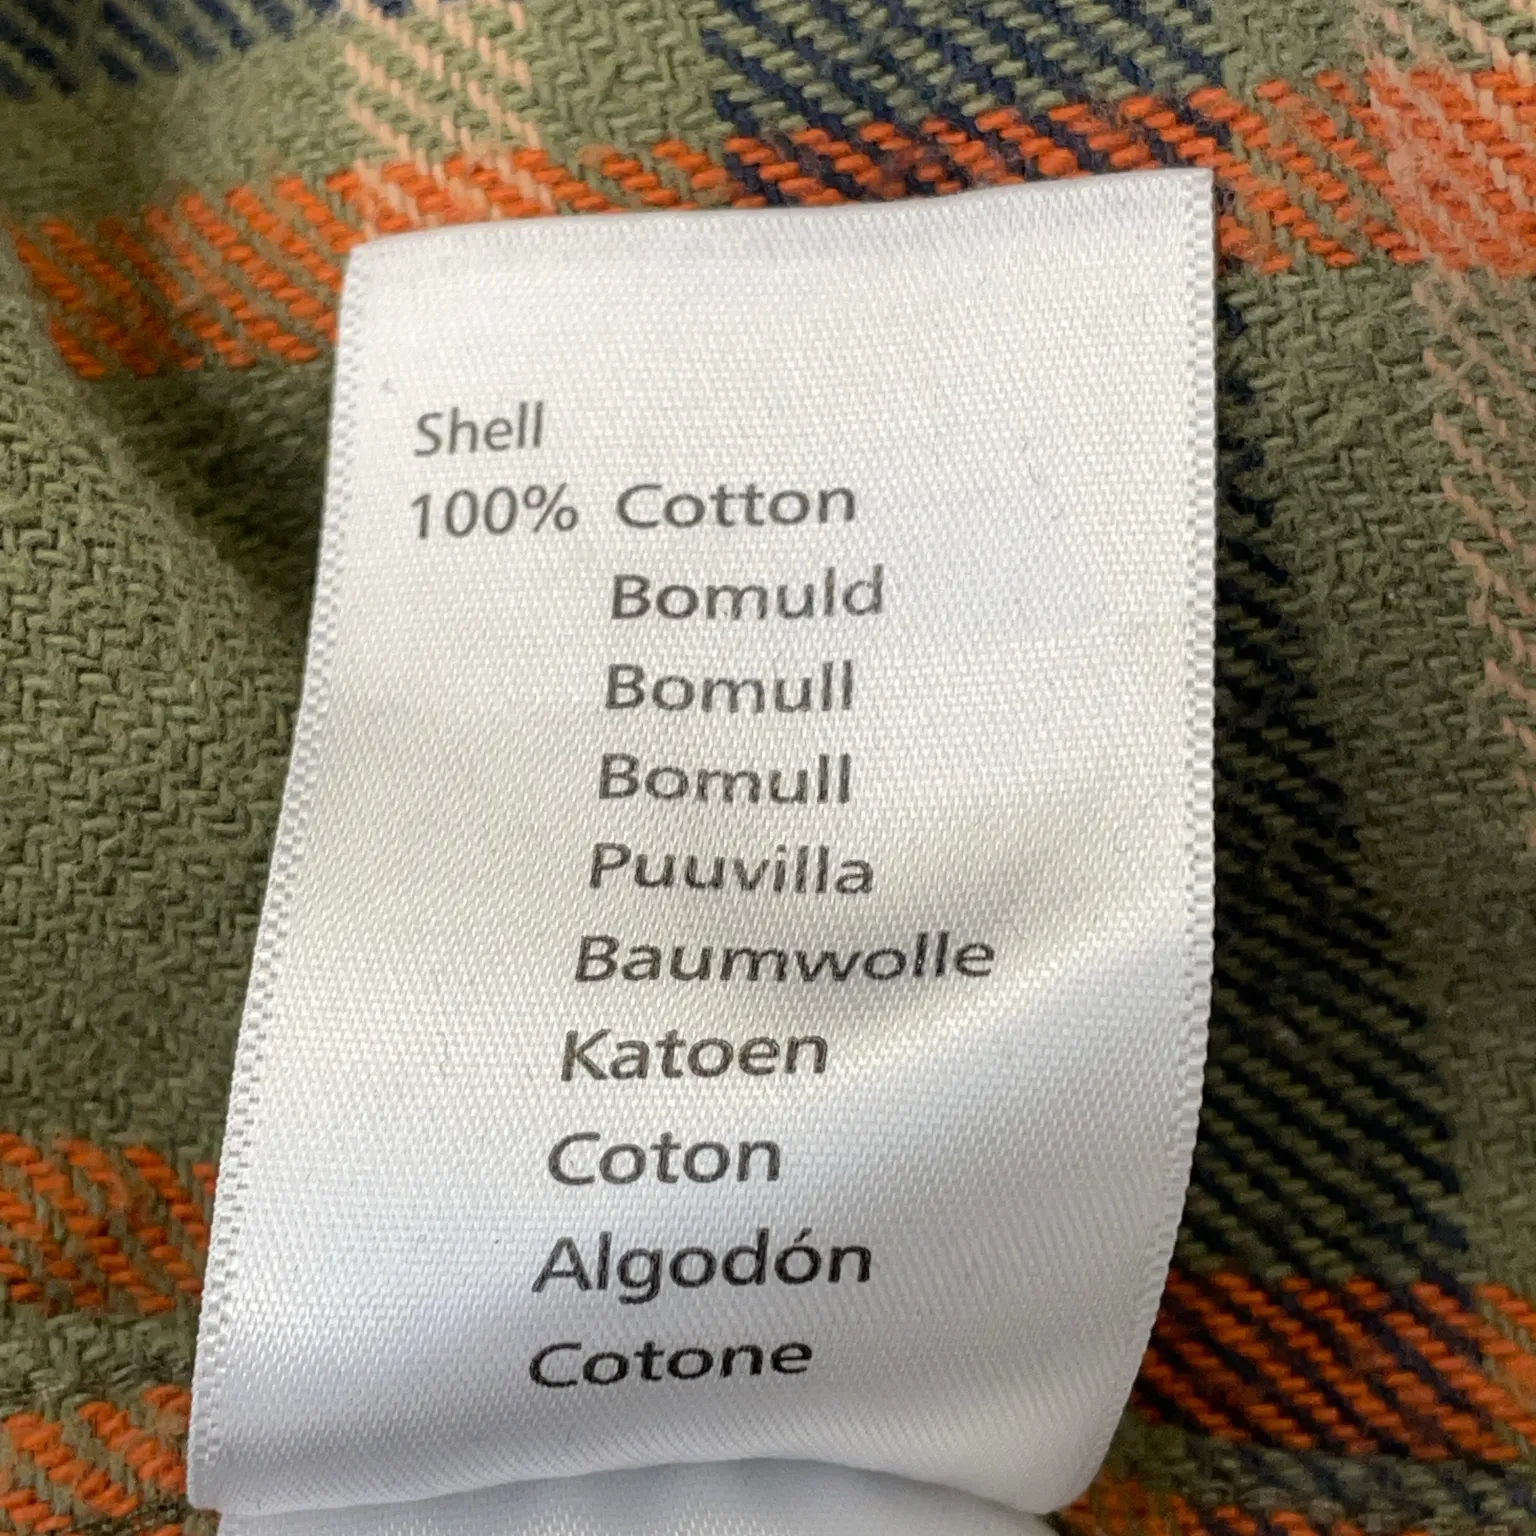 Shell
100% Cotton
Bomuld
Bomull
Bomull
Puuvilla
Baumwolle
Katoen
Coton
Algodón
Cotone